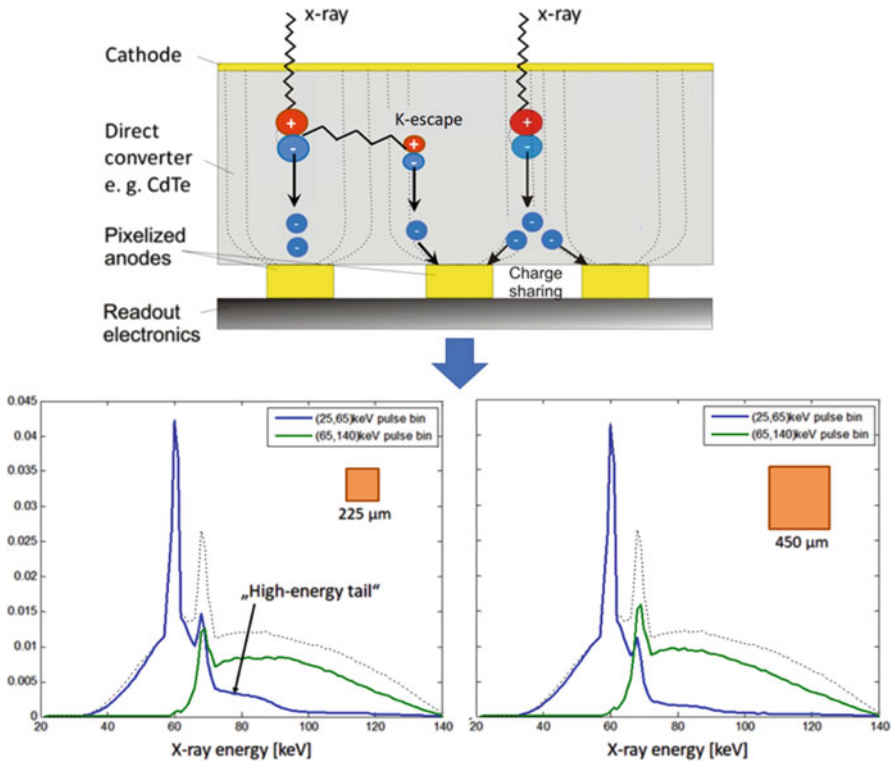 x-ray
x-ray
Cathode
K-escape
Direct
converter
e. g. CdTe
Pixelized
anodes
Charge
sharing
Readout
electronics
0.045
0.04
0.035
0.03
0.025
0.02
0.015
0.01
0.005
0
(25,65)keV pulse bin
(65,140)keV pulse bin
225 µm
„High-energy tail“
20 40 60 80 100 120 140
X-ray energy [keV]
(25,65)keV pulse bin
(65,140)keV pulse bin
450 µm
20 40 60 80 100 120 140
X-ray energy [keV]